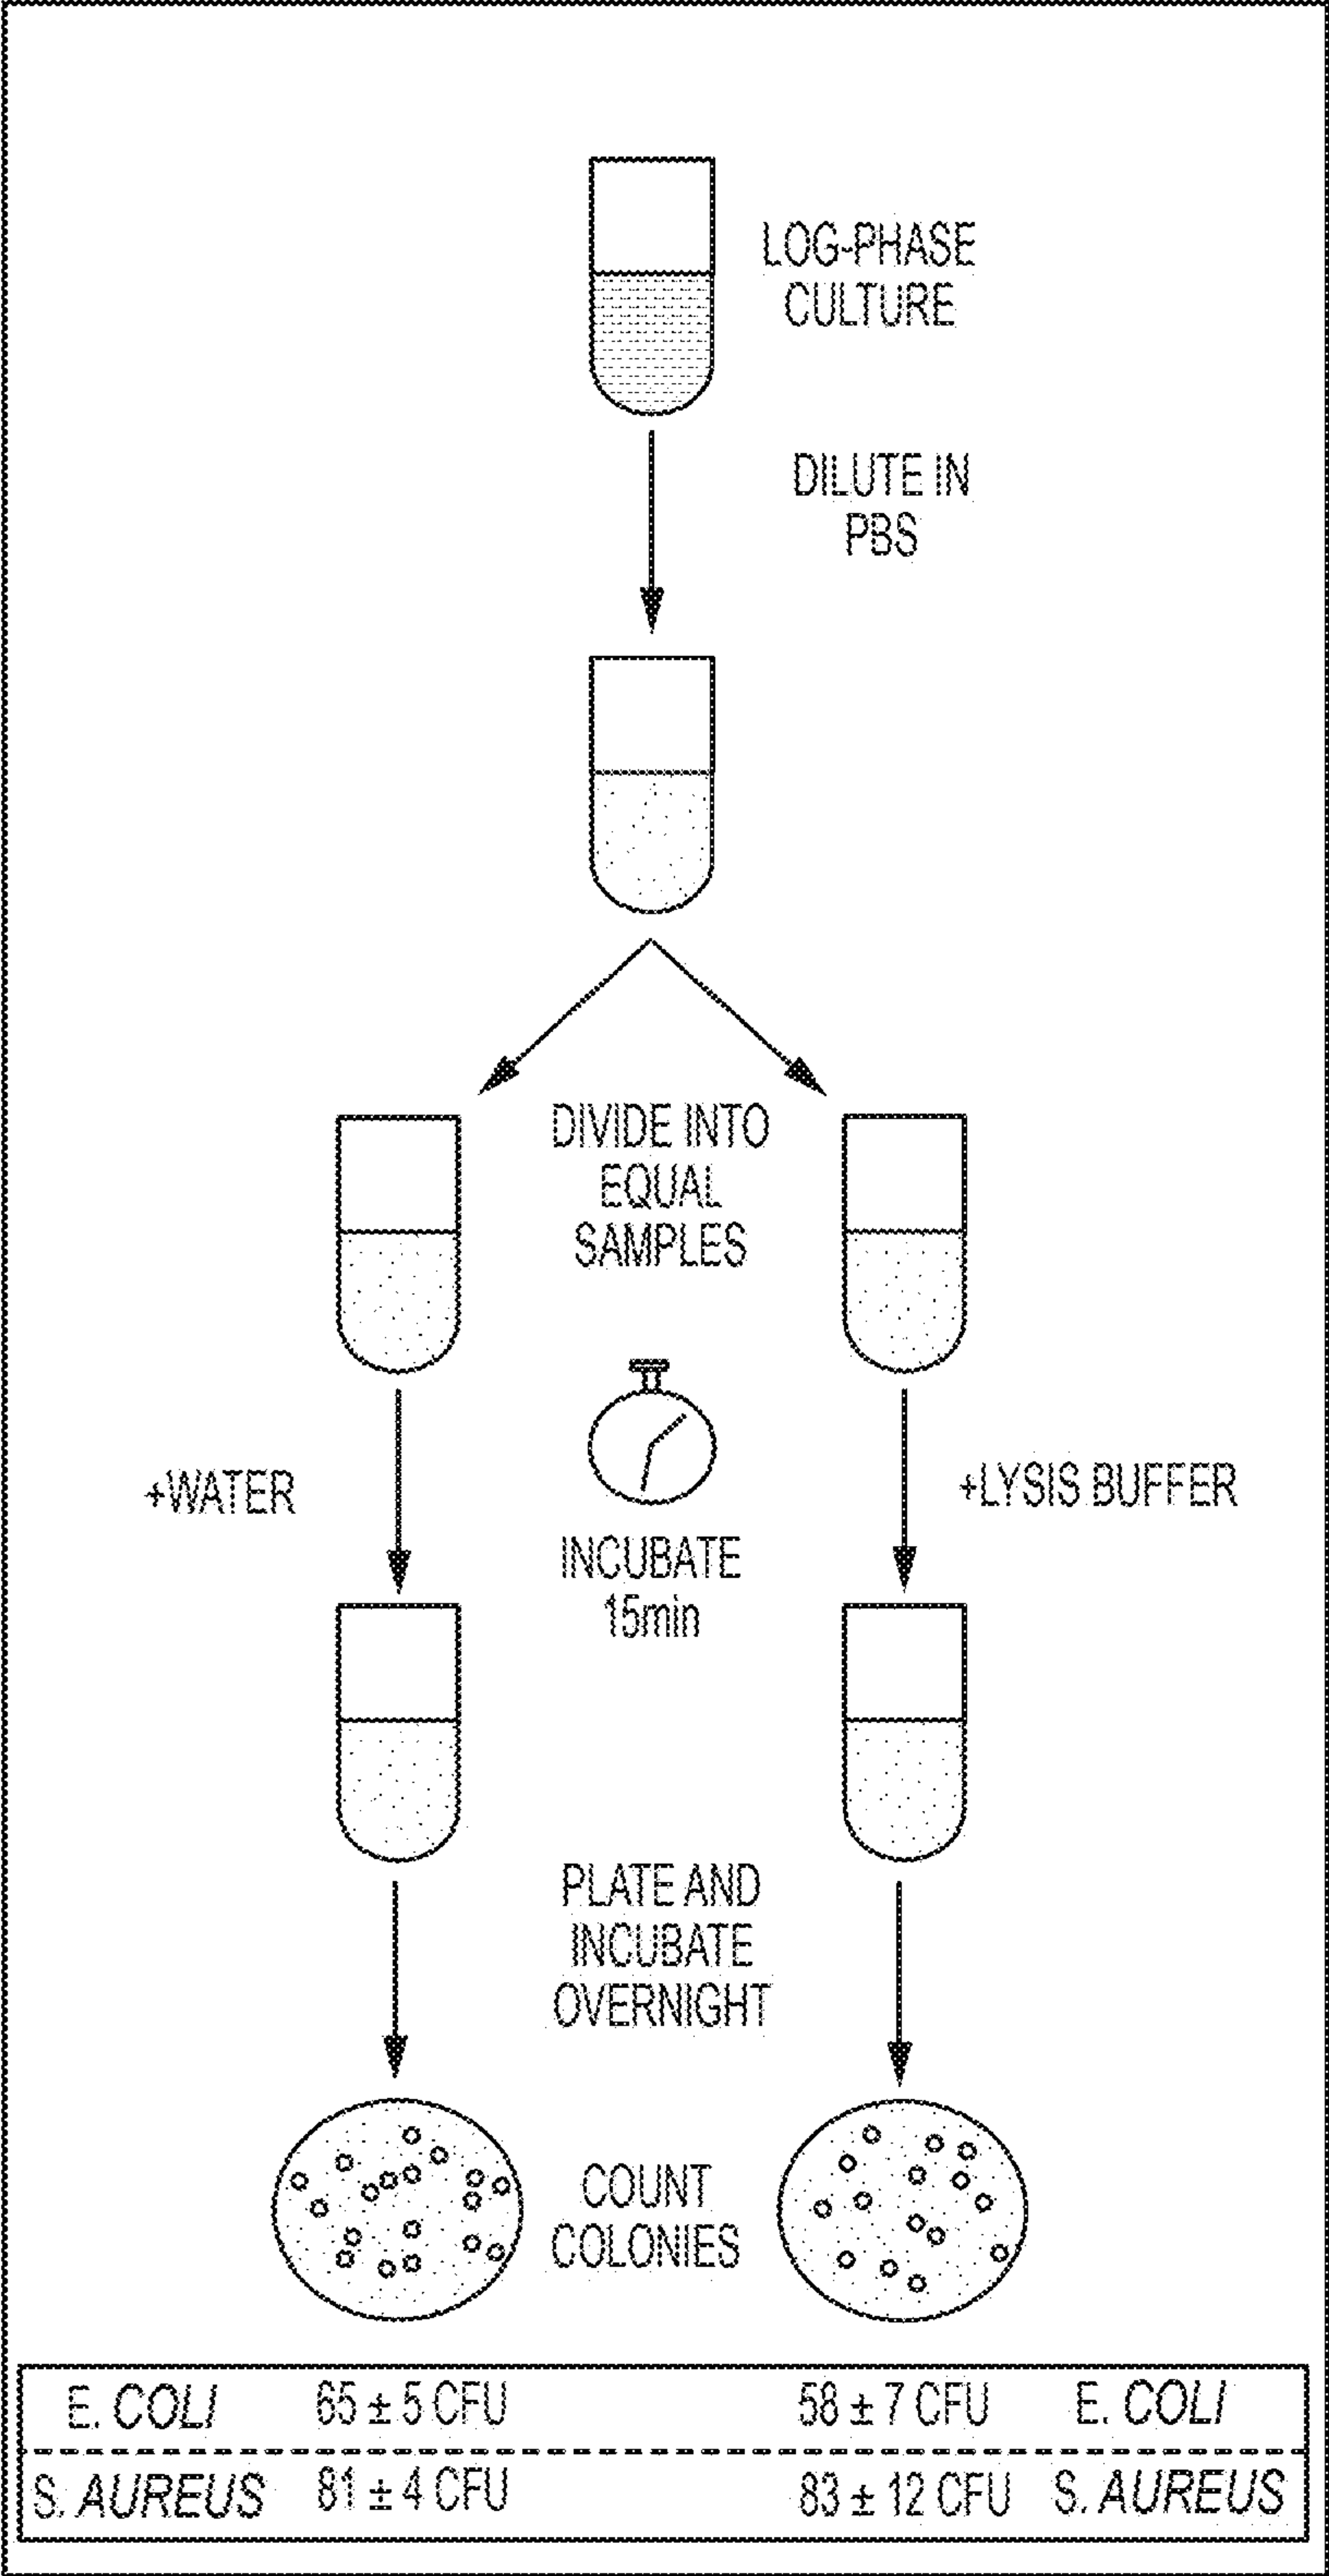 LOG-PHASE
CULTURE
DILUTE IN
PBS
DIVIDE INTO
EQUAL
SAMPLES
+WATER
+LYSIS BUFFER
INCUBATE
15min
PLATE AND
INCUBATE
OVERNIGHT
COUNT
COLONIES
E. COLI 65 ± 5 CFU 58 ± 7 CFU E. COLI
S. AUREUS 81 ± 4 CFU 83 ± 12 CFU S. AUREUS